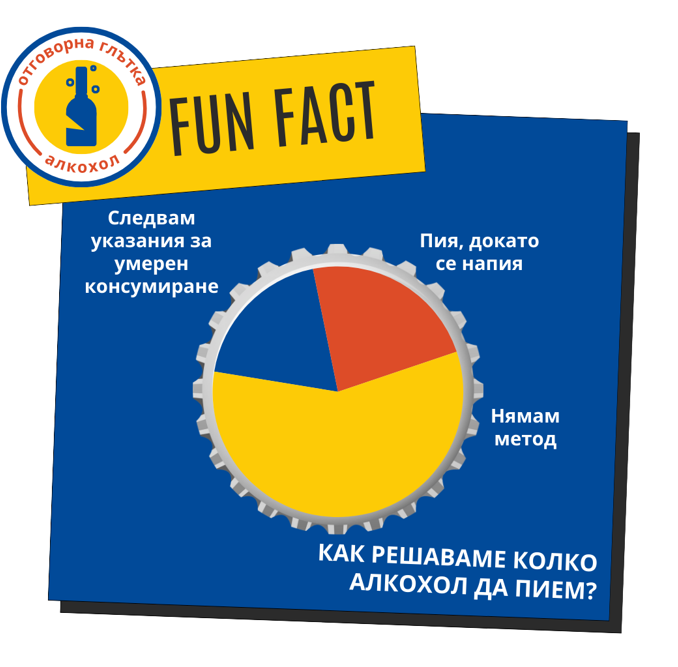 отговорна глътка
алкохол
FUN FACT
Следвам
указания за
умерен
консумиране
Пия, докато
се напия
Нямам
метод
КАК РЕШАВАМЕ КОЛКО
АЛКОХОЛ ДА ПИЕМ?